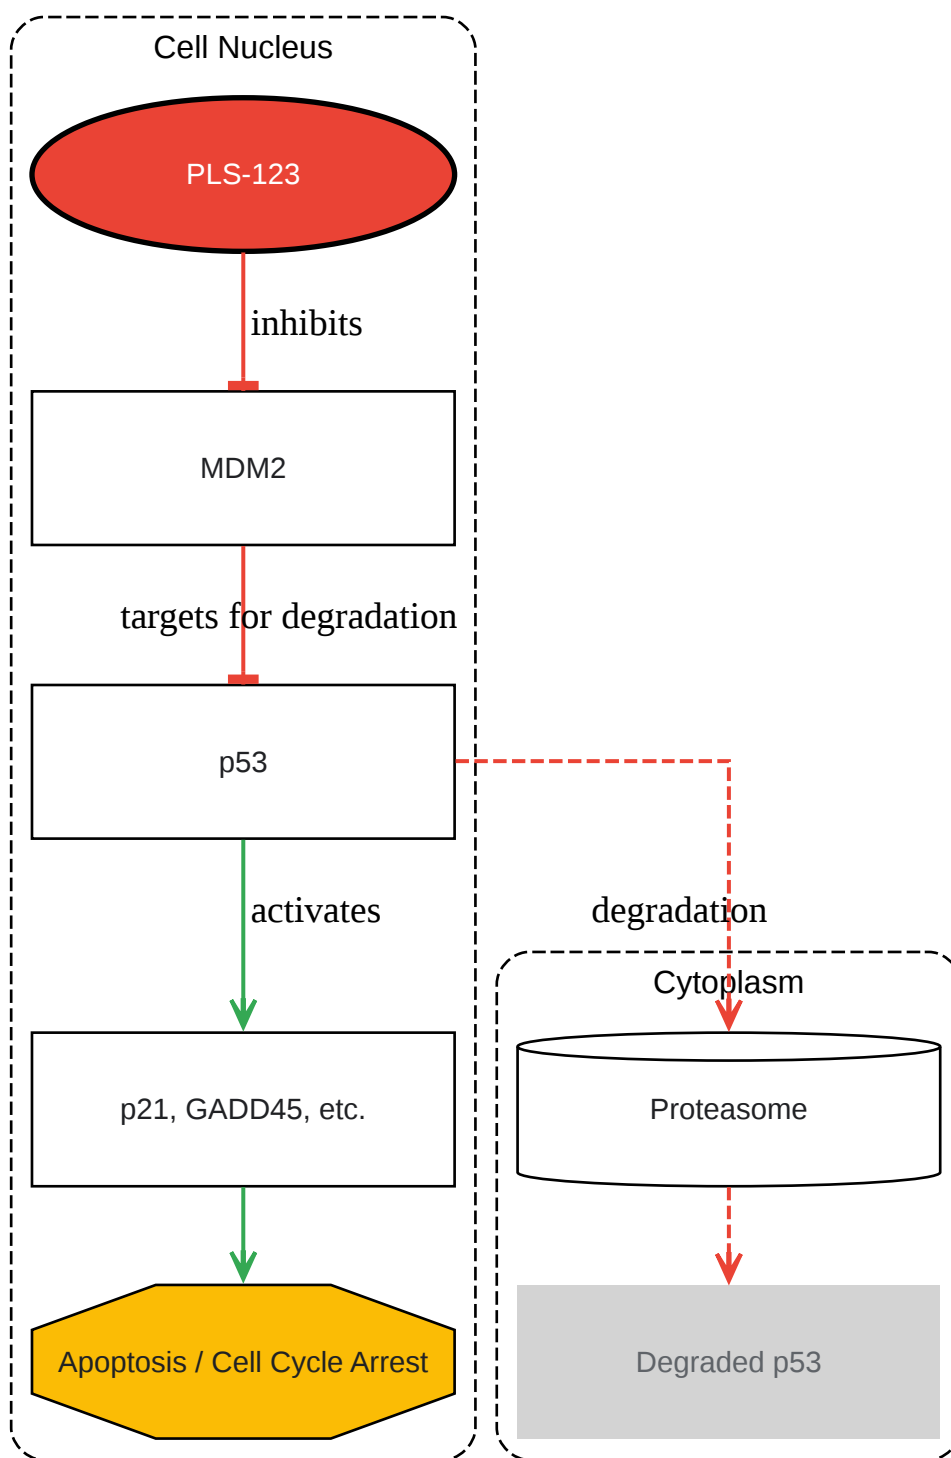 Cell Nucleus
PLS-123
inhibits
MDM2
targets for degradation
p53
activates
degradation
Cytoplasm
p21, GADD45, etc.
Proteasome
Apoptosis / Cell Cycle Arrest
Degraded p53